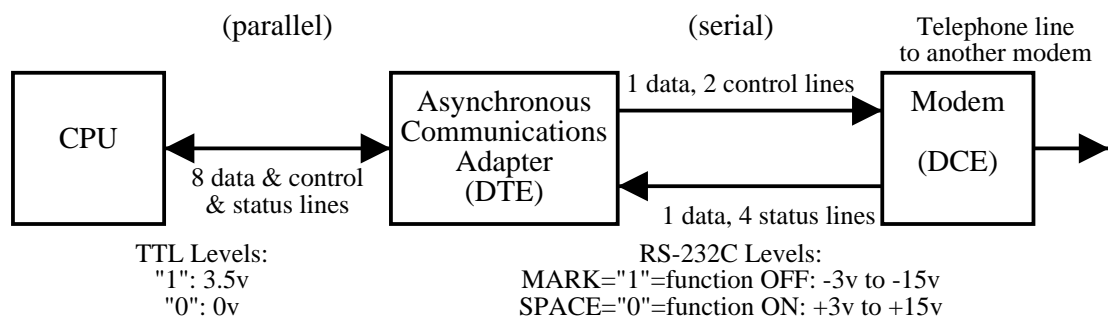 (parallel)
(serial)
Telephone line
to another modem
CPU
8 data & control
& status lines
Asynchronous
Communications
Adapter
(DTE)
1 data, 2 control lines
1 data, 4 status lines
Modem
(DCE)
TTL Levels:
"1": 3.5v
"0": 0v
RS-232C Levels:
MARK="1"=function OFF: -3v to -15v
SPACE="0"=function ON: +3v to +15v